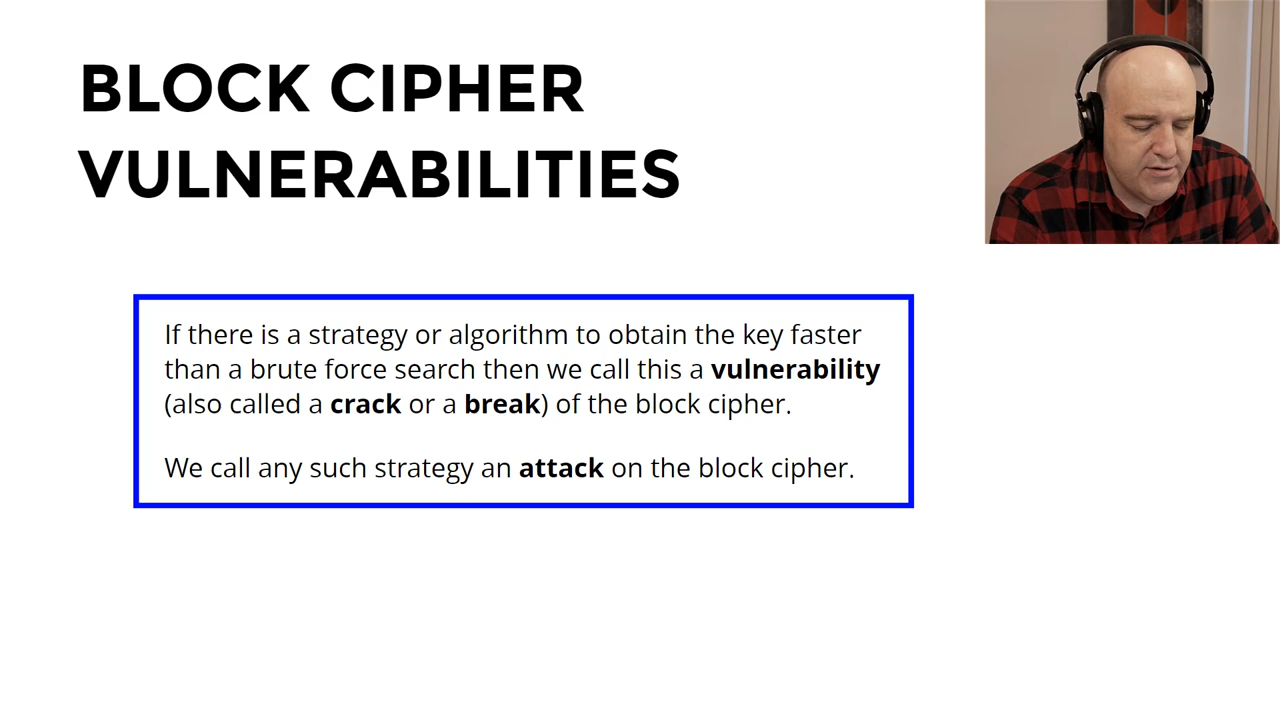 BLOCK CIPHER
VULNERABILITIES
If there is a strategy or algorithm to obtain the key faster
than a brute force search then we call this a vulnerability
(also called a crack or a break) of the block cipher.
We call any such strategy an attack on the block cipher.